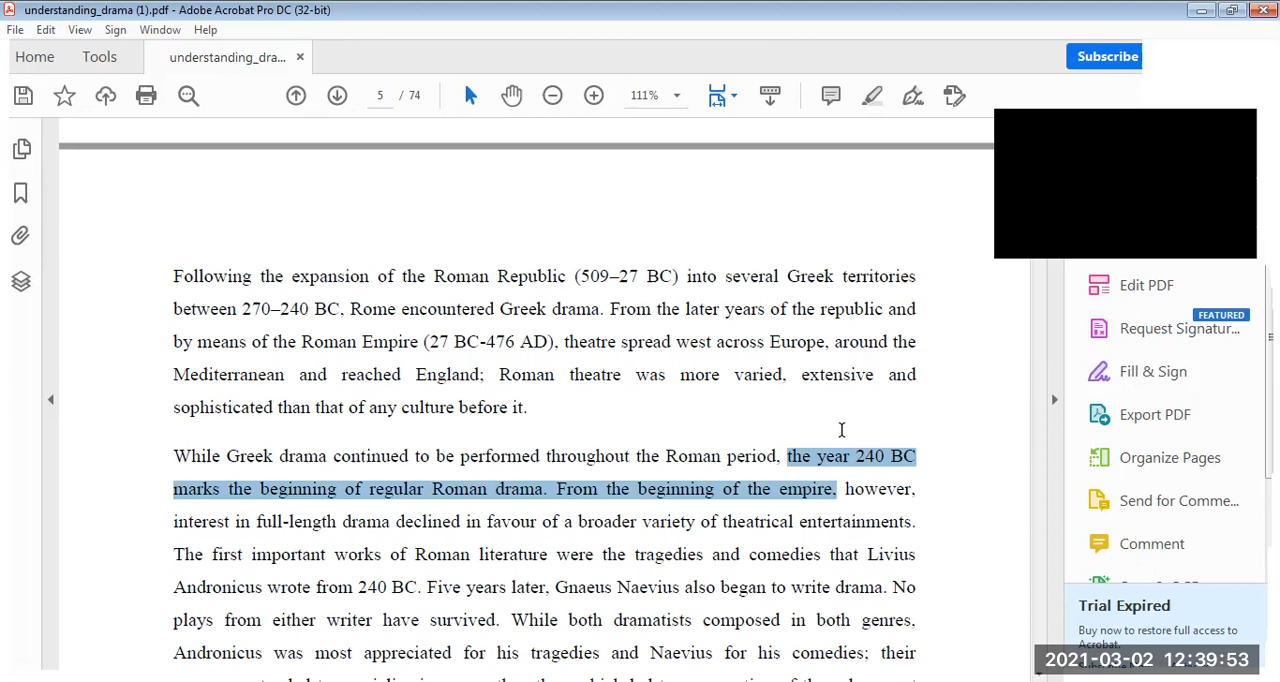 understanding_drama (1).pdf - Adobe Acrobat Pro DC (32-bit)
File Edit View Sign Window Help
Home Tools understanding_dra... × Subscribe
5 / 74 111%
Following the expansion of the Roman Republic (509–27 BC) into several Greek territories
between 270–240 BC, Rome encountered Greek drama. From the later years of the republic and
by means of the Roman Empire (27 BC-476 AD), theatre spread west across Europe, around the
Mediterranean and reached England; Roman theatre was more varied, extensive and
sophisticated than that of any culture before it.
While Greek drama continued to be performed throughout the Roman period, the year 240 BC
marks the beginning of regular Roman drama. From the beginning of the empire, however,
interest in full-length drama declined in favour of a broader variety of theatrical entertainments.
The first important works of Roman literature were the tragedies and comedies that Livius
Andronicus wrote from 240 BC. Five years later, Gnaeus Naevius also began to write drama. No
plays from either writer have survived. While both dramatists composed in both genres,
Andronicus was most appreciated for his tragedies and Naevius for his comedies; their
Edit PDF
FEATURED
Request Signatur...
Fill & Sign
Export PDF
Organize Pages
Send for Comme...
Comment
Trial Expired
Buy now to restore full access to
Acrobat.
2021-03-02 12:39:53